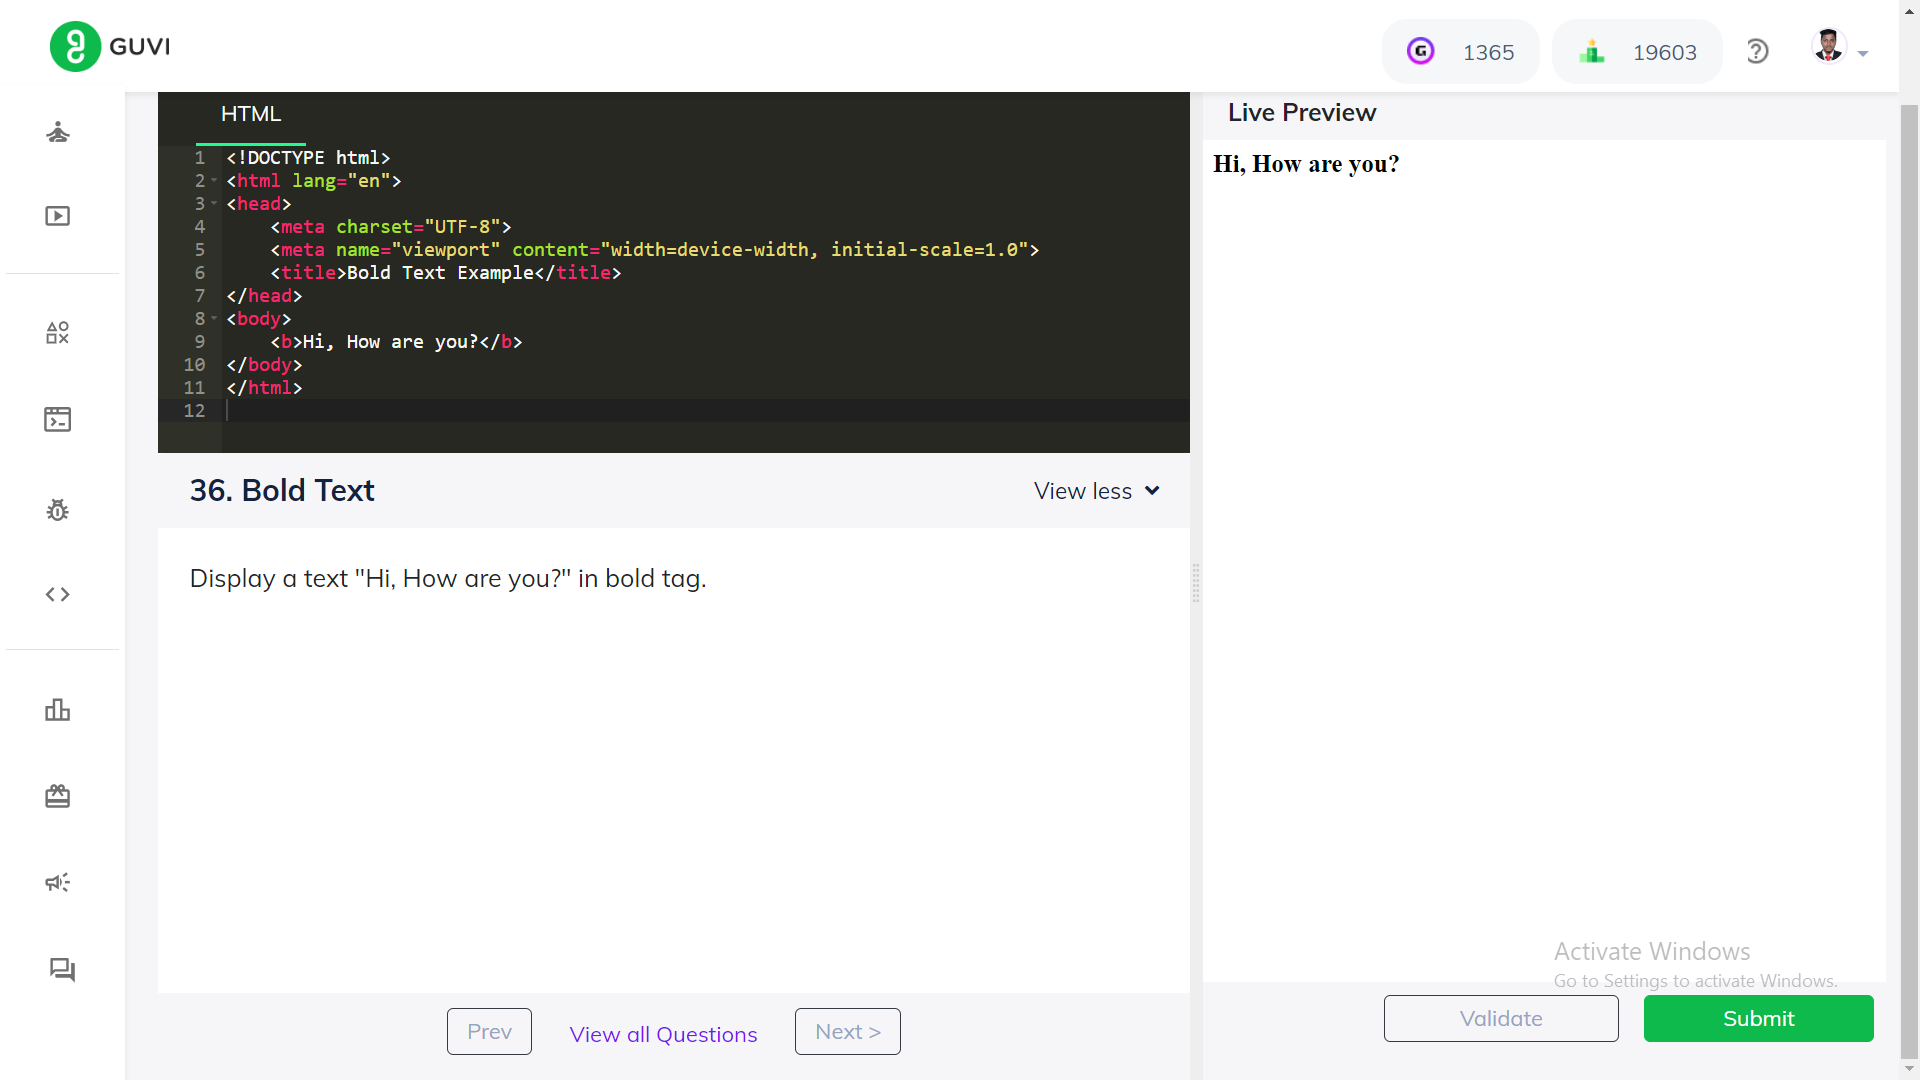 GUVI
1365
19603
HTML
Live Preview
1 <!DOCTYPE html>
2 <html lang="en">
3 <head>
4     <meta charset="UTF-8">
5     <meta name="viewport" content="width=device-width, initial-scale=1.0">
6     <title>Bold Text Example</title>
7 </head>
8 <body>
9     <b>Hi, How are you?</b>
10 </body>
11 </html>
12
Hi, How are you?
36. Bold Text
View less
Display a text "Hi, How are you?" in bold tag.
Activate Windows
Go to Settings to activate Windows.
Prev
View all Questions
Next >
Validate
Submit